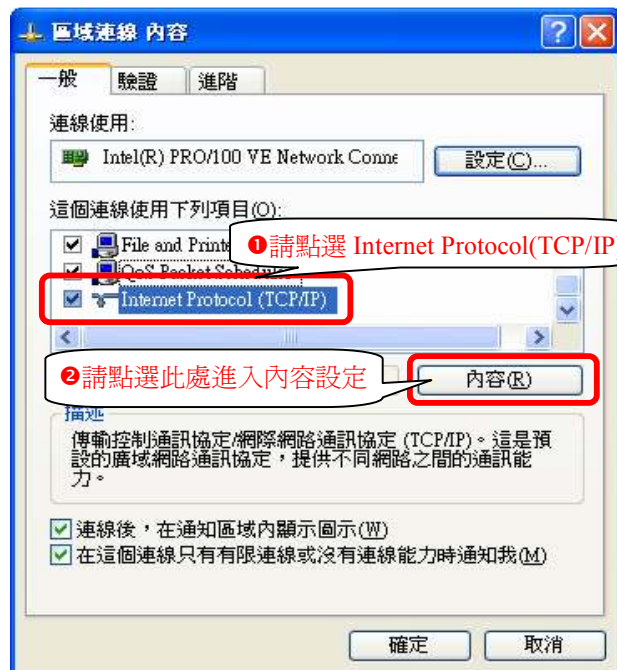 區域連線 內容
一般 驗證 進階
連線使用:
Intel(R) PRO/100 VE Network Conne 設定(C)...
這個連線使用下列項目(O):
File and Printe
❶請點選 Internet Protocol(TCP/IP
QoS Packet Scheduler
Internet Protocol (TCP/IP)
❷請點選此處進入內容設定
內容(R)
描述
傳輸控制通訊協定/網際網路通訊協定 (TCP/IP)。這是預
設的廣域網路通訊協定，提供不同網路之間的通訊能
力。
連線後，在通知區域內顯示圖示(W)
在這個連線只有有限連線或沒有連線能力時通知我(M)
確定 取消